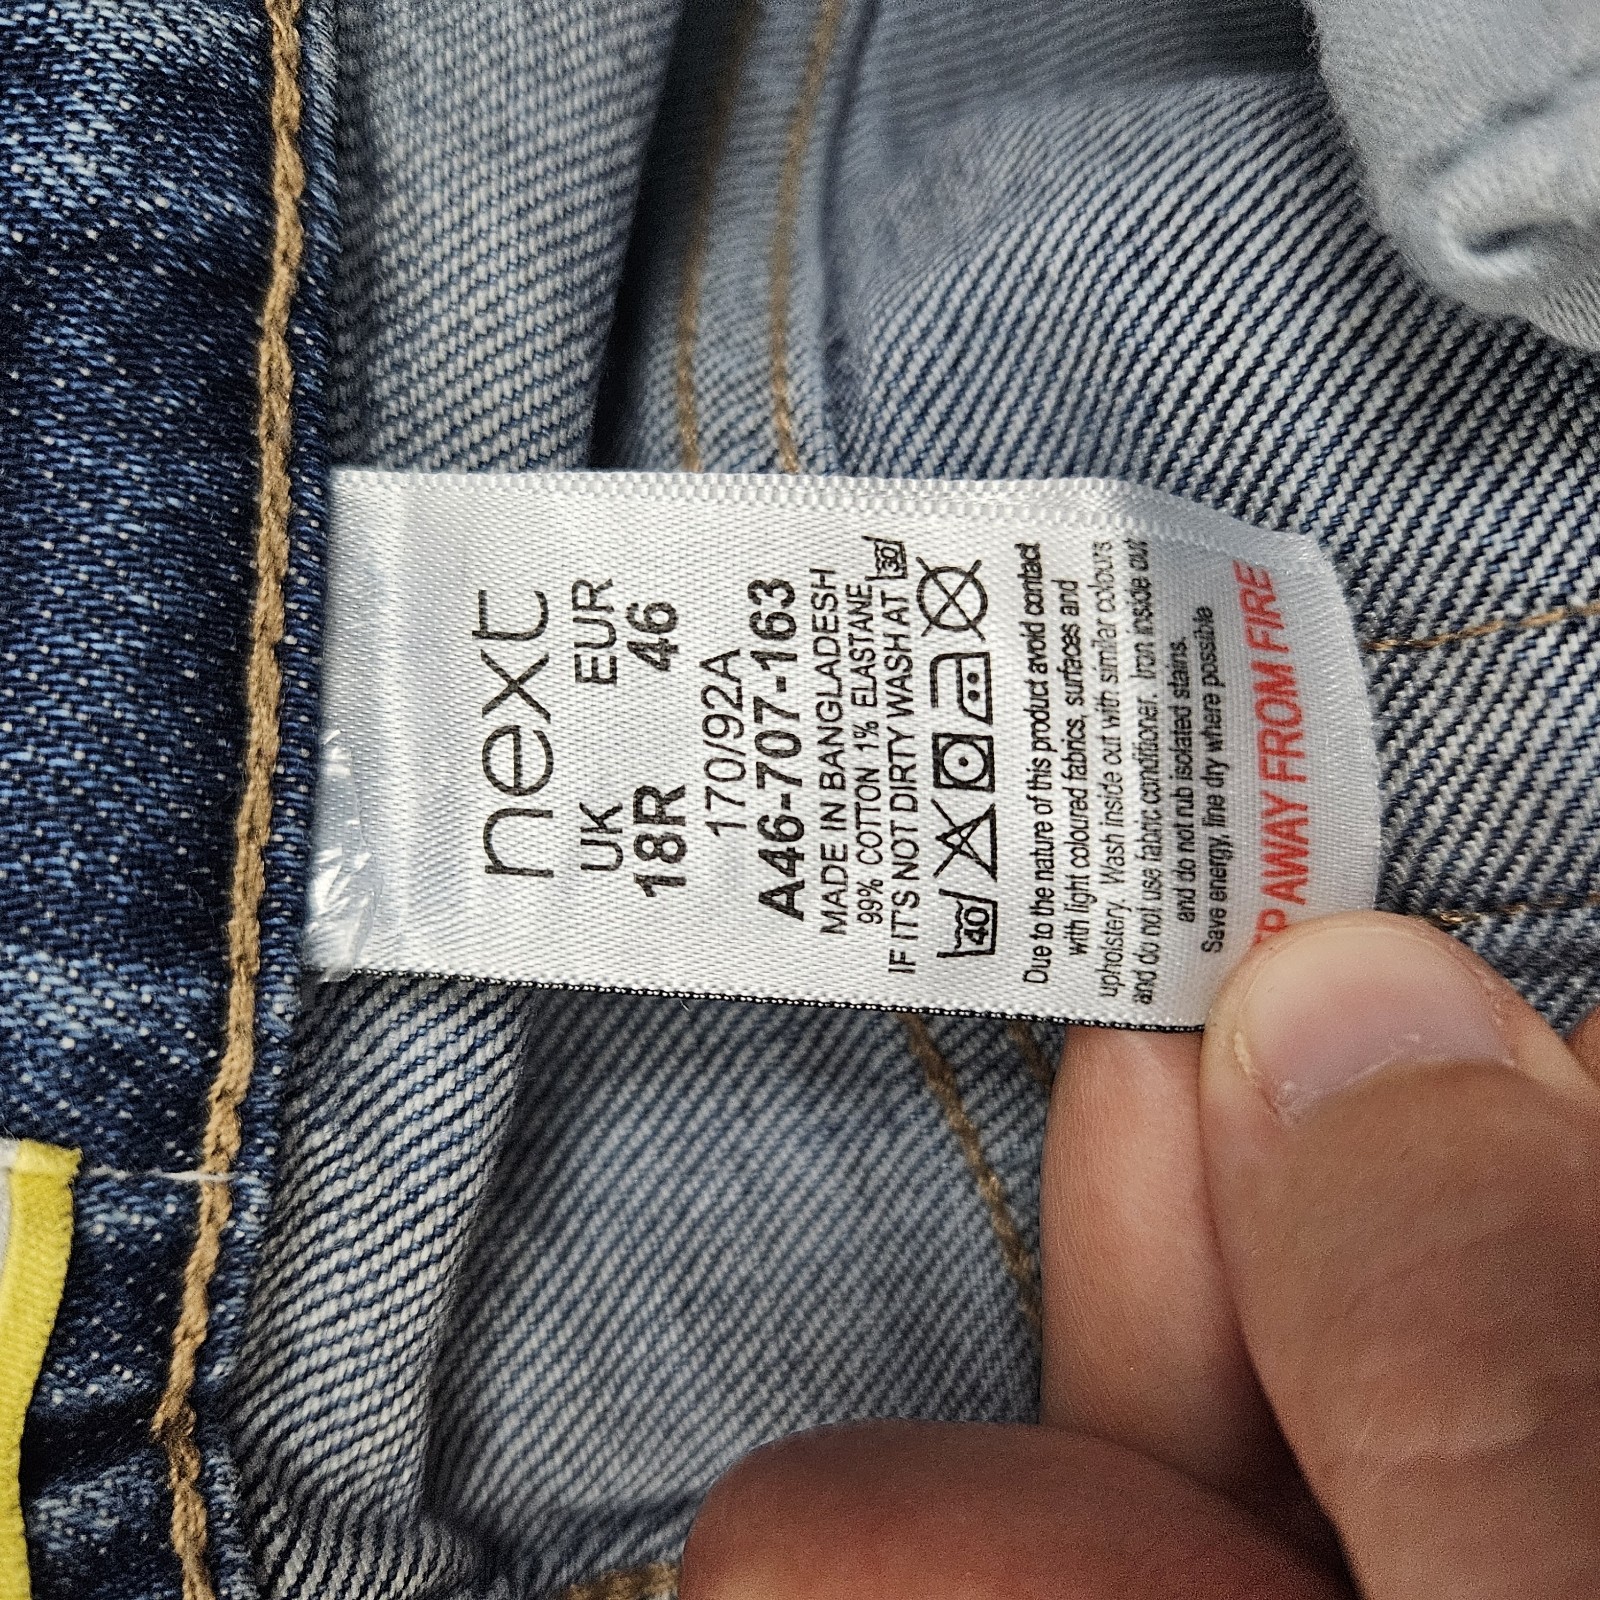 next
UK EUR
18R 46
170/92A
A46-707-163
MADE IN BANGLADESH
99% COTTON 1% ELASTANE
IF IT'S NOT DIRTY WASH AT 30
40
Due to the nature of this product avoid contact
with light coloured fabrics, surfaces and
upholstery. Wash inside out with similar colours
and do not use fabric conditioner. Iron inside out
and do not rub isolated stains.
Save energy, line dry where possible
AWAY FROM FIRE